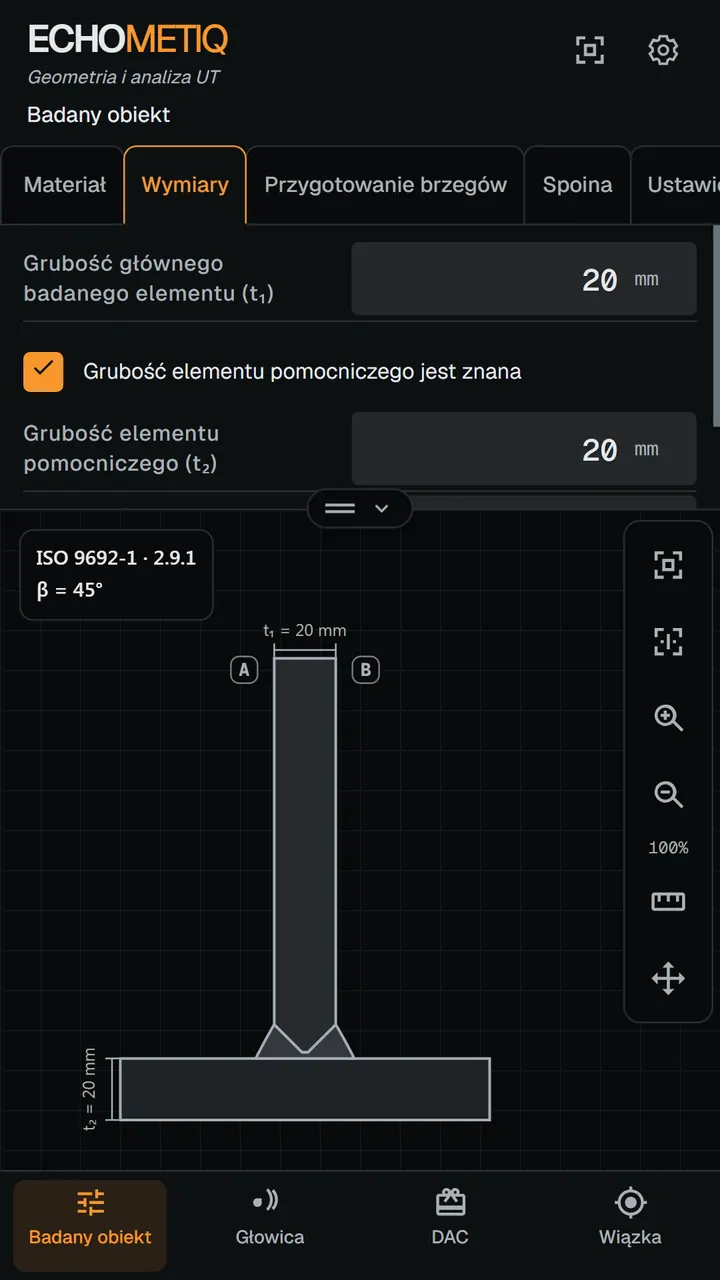 ECHOMETIQ
Geometria i analiza UT
Badany obiekt
Materiał
Wymiary
Przygotowanie brzegów
Spoina
Ustawie
Grubość głównego
badanego elementu (t₁)
20 mm
Grubość elementu pomocniczego jest znana
Grubość elementu
pomocniczego (t₂)
20 mm
ISO 9692-1 · 2.9.1
β = 45°
t₁ = 20 mm
A
B
100%
t₂ = 20 mm
Badany obiekt
Głowica
DAC
Wiązka